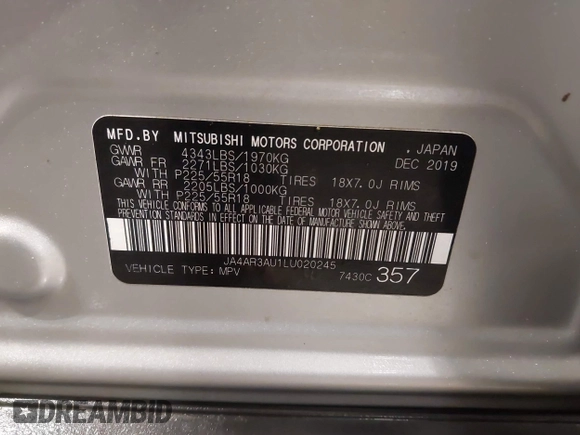 MFD.BY MITSUBISHI MOTORS CORPORATION , JAPAN
GVWR 4343LBS/1970KG DEC 2019
GAWR FR 2271LBS/1030KG
WITH P225/55R18 TIRES 18X7.0J RIMS
GAWR RR 2205LBS/1000KG
WITH P225/55R18 TIRES 18X7.0J RIMS
THIS VEHICLE CONFORMS TO ALL APPLICABLE FEDERAL MOTOR VEHICLE SAFETY AND THEFT
PREVENTION STANDARDS IN EFFECT ON THE DATE OF MANUFACTURE SHOWN ABOVE.
JA4AR3AU1LU020245
VEHICLE TYPE: MPV 7430C 357
DREAMBID